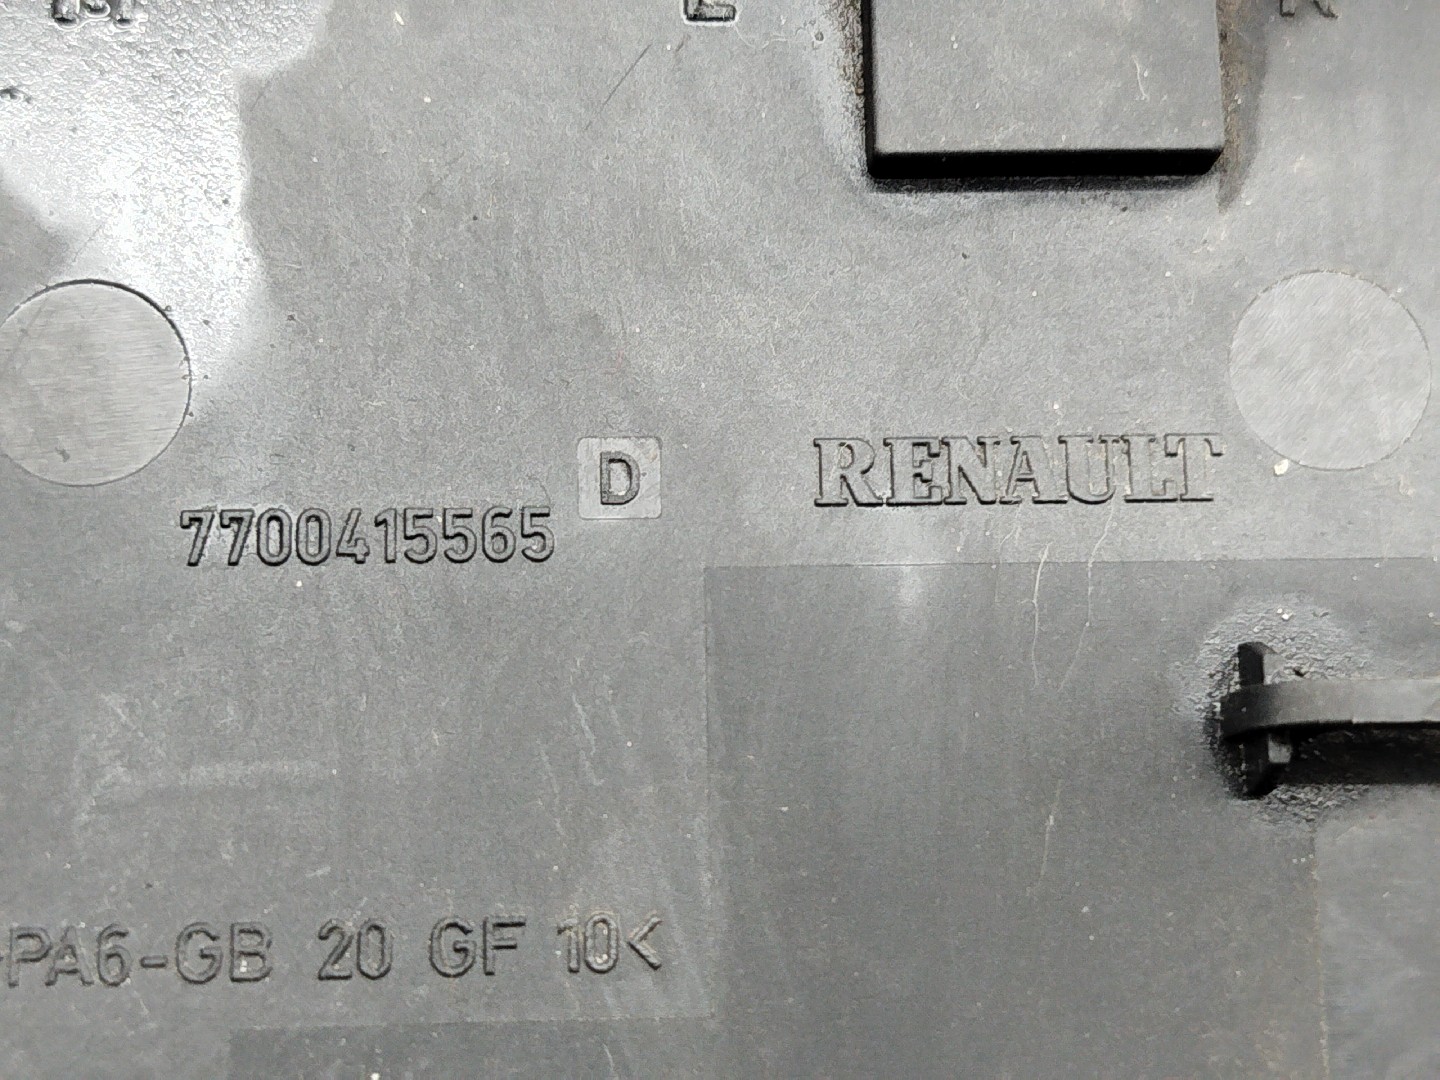 D
RENAULT
7700415565
PA6-GB 20 GF 10<